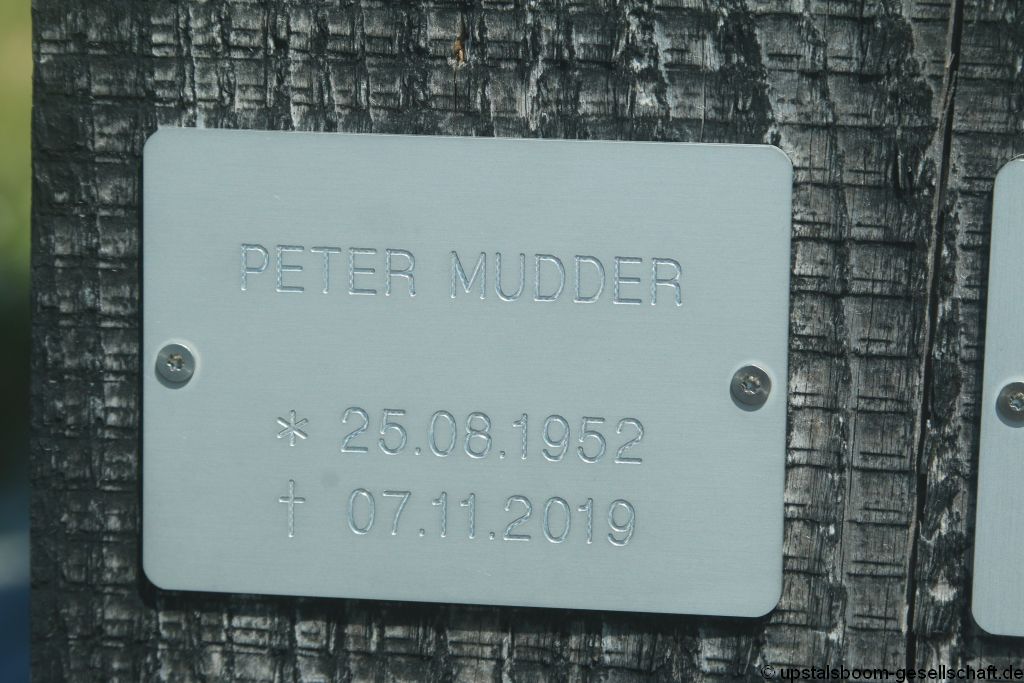 PETER MUDDER
* 25.08.1952
† 07.11.2019
© upstalsboom-gesellschaft.de